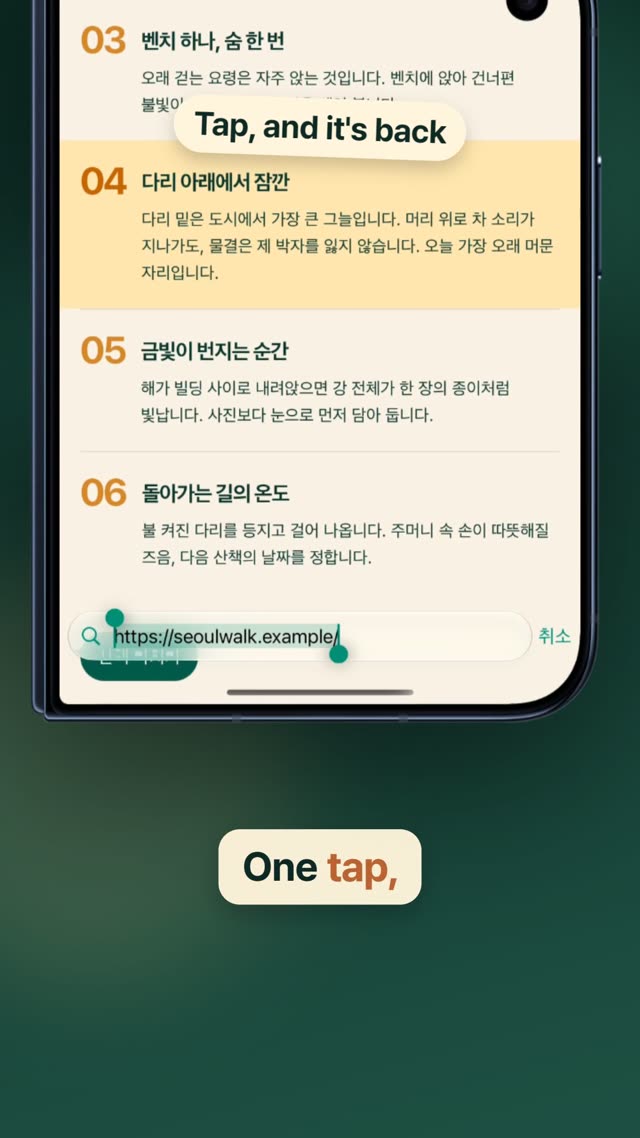 03 벤치 하나, 숨 한 번
오래 걷는 요령은 자주 앉는 것입니다. 벤치에 앉아 건너편
불빛이
Tap, and it's back
04 다리 아래에서 잠깐
다리 밑은 도시에서 가장 큰 그늘입니다. 머리 위로 차 소리가
지나가도, 물결은 제 박자를 잃지 않습니다. 오늘 가장 오래 머문
자리입니다.
05 금빛이 번지는 순간
해가 빌딩 사이로 내려앉으면 강 전체가 한 장의 종이처럼
빛납니다. 사진보다 눈으로 먼저 담아 둡니다.
06 돌아가는 길의 온도
불 켜진 다리를 등지고 걸어 나옵니다. 주머니 속 손이 따뜻해질
즈음, 다음 산책의 날짜를 정합니다.
https://seoulwalk.example/ 취소
One tap,